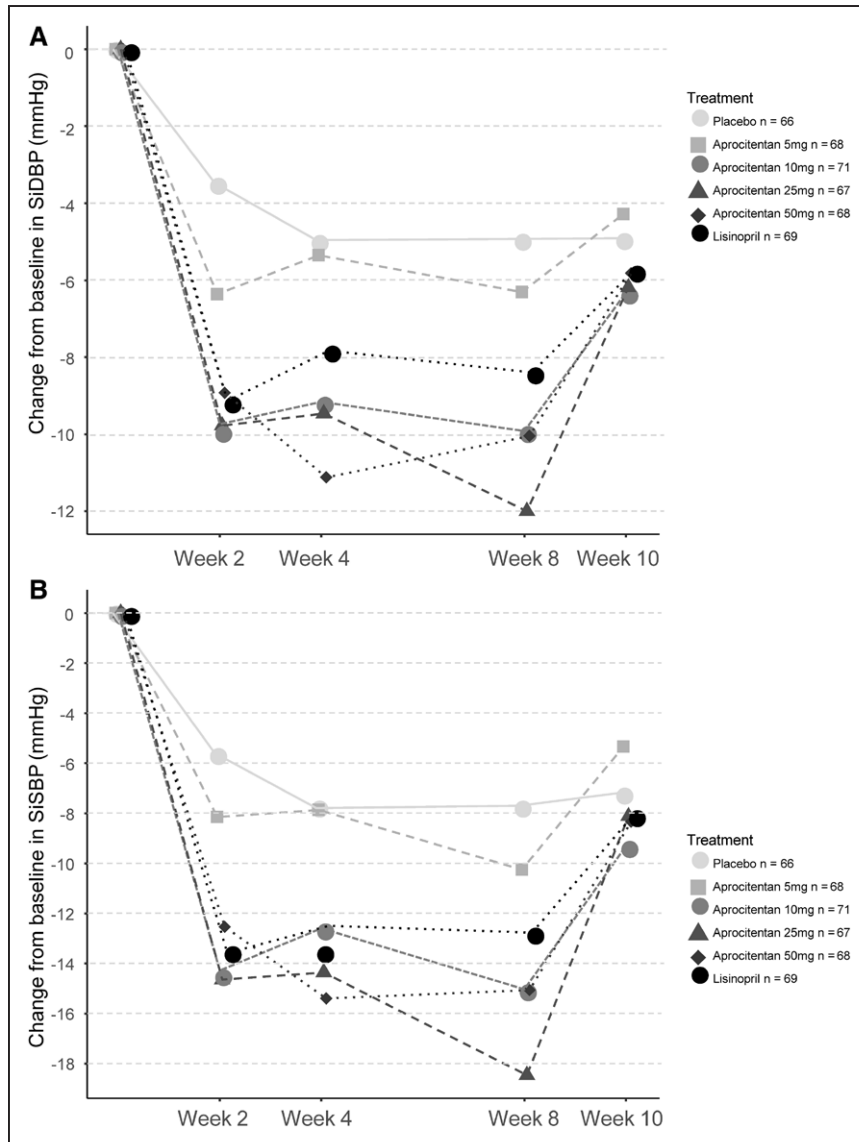 A
Change from baseline in SiDBP (mmHg)
0
-2
-4
-6
-8
-10
-12
Week 2 Week 4 Week 8 Week 10
Treatment
Placebo n = 66
Aprocitentan 5mg n = 68
Aprocitentan 10mg n = 71
Aprocitentan 25mg n = 67
Aprocitentan 50mg n = 68
Lisinopril n = 69
B
Change from baseline in SiSBP (mmHg)
0
-2
-4
-6
-8
-10
-12
-14
-16
-18
Week 2 Week 4 Week 8 Week 10
Treatment
Placebo n = 66
Aprocitentan 5mg n = 68
Aprocitentan 10mg n = 71
Aprocitentan 25mg n = 67
Aprocitentan 50mg n = 68
Lisinopril n = 69